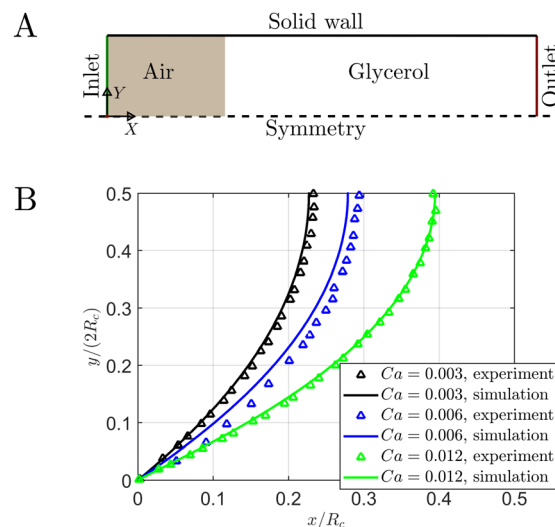 A
Solid wall
Inlet
Air
Glycerol
Outlet
Y
X
Symmetry
B
0.5
0.4
0.3
0.2
0.1
0
y/(2R_c)
Ca = 0.003, experiment
Ca = 0.003, simulation
Ca = 0.006, experiment
Ca = 0.006, simulation
Ca = 0.012, experiment
Ca = 0.012, simulation
0 0.1 0.2 0.3 0.4 0.5
x/R_c